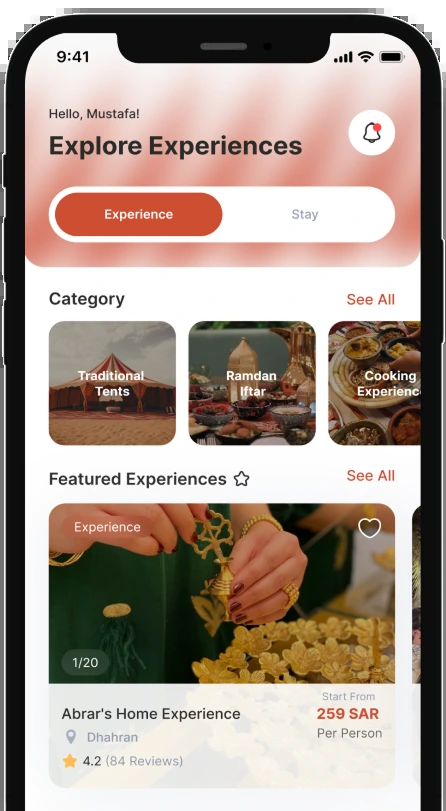 9:41
Hello, Mustafa!
Explore Experiences
Experience
Stay
Category
See All
Traditional
Tents
Ramdan
Iftar
Cooking
Experienc
Featured Experiences
See All
Experience
1/20
Start From
Abrar's Home Experience
259 SAR
Dhahran
Per Person
4.2 (84 Reviews)